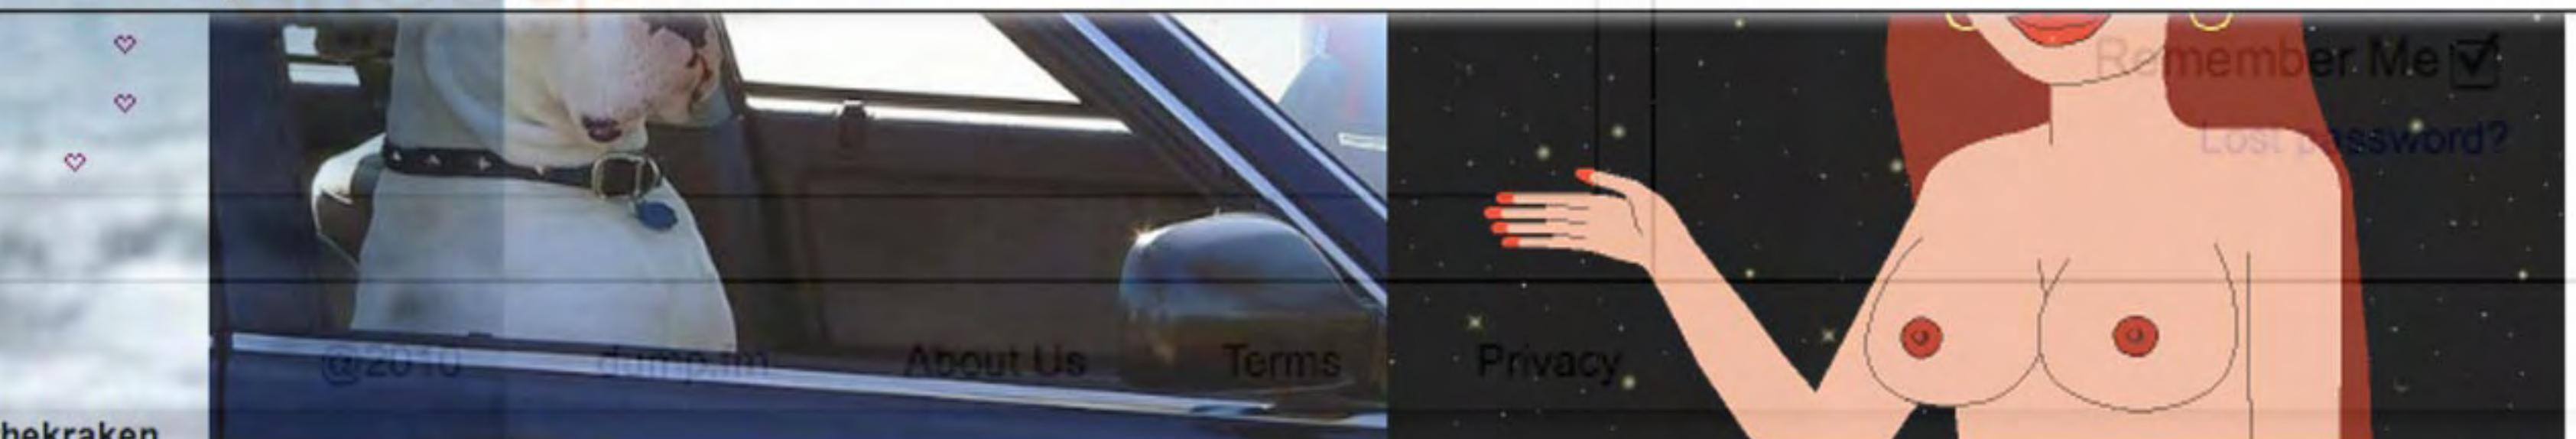 Remember Me
Lost password?
@2010 dump.fm About Us Terms Privacy
hekraken